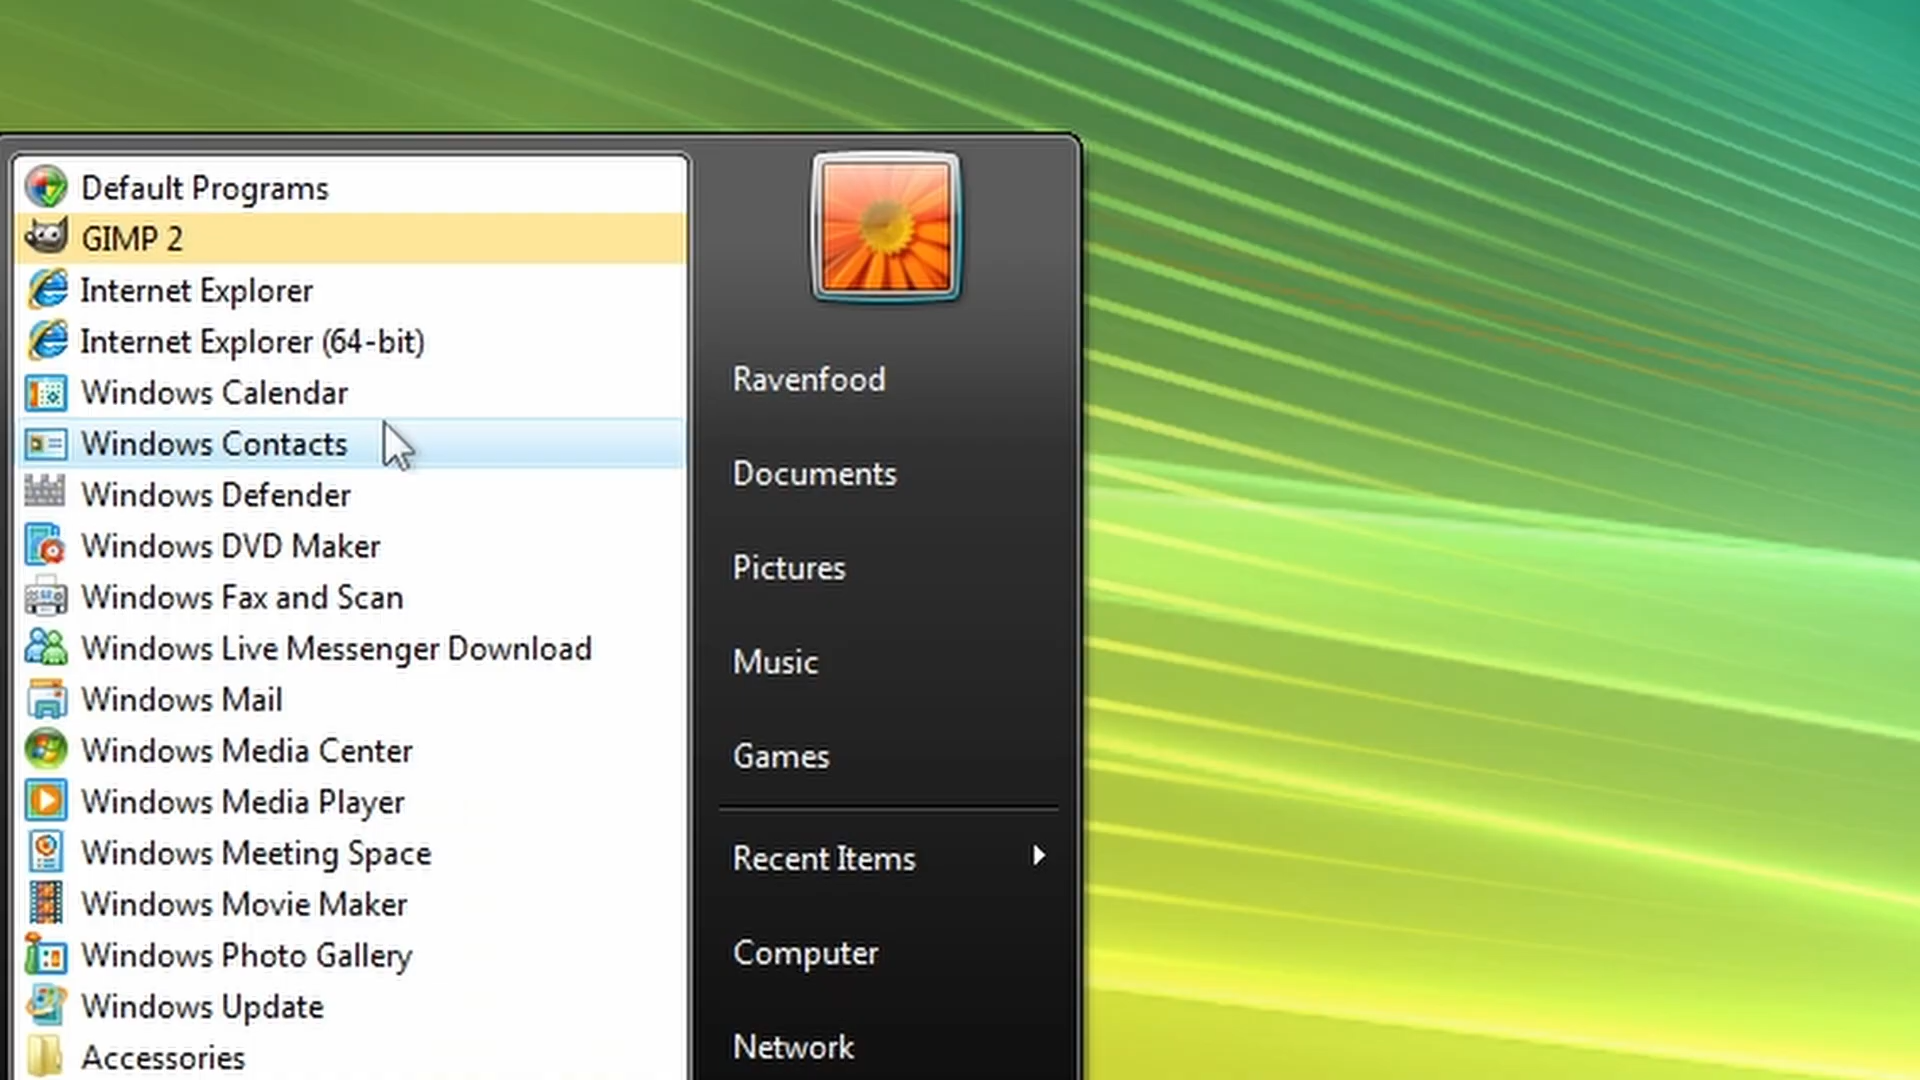 Default Programs
GIMP 2
Internet Explorer
Internet Explorer (64-bit)
Windows Calendar
Windows Contacts
Windows Defender
Windows DVD Maker
Windows Fax and Scan
Windows Live Messenger Download
Windows Mail
Windows Media Center
Windows Media Player
Windows Meeting Space
Windows Movie Maker
Windows Photo Gallery
Windows Update
Accessories
Ravenfood
Documents
Pictures
Music
Games
Recent Items
Computer
Network